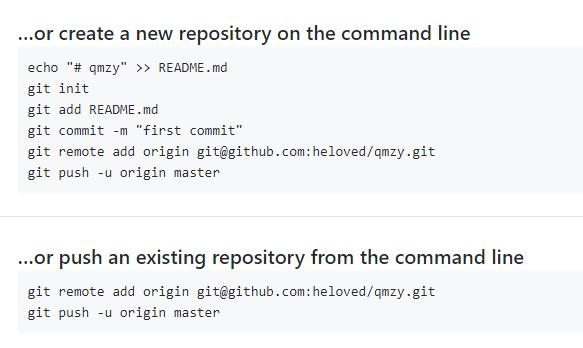 ...or create a new repository on the command line
echo "# qmzy" >> README.md
git init
git add README.md
git commit -m "first commit"
git remote add origin git@github.com:heloved/qmzy.git
git push -u origin master
...or push an existing repository from the command line
git remote add origin git@github.com:heloved/qmzy.git
git push -u origin master